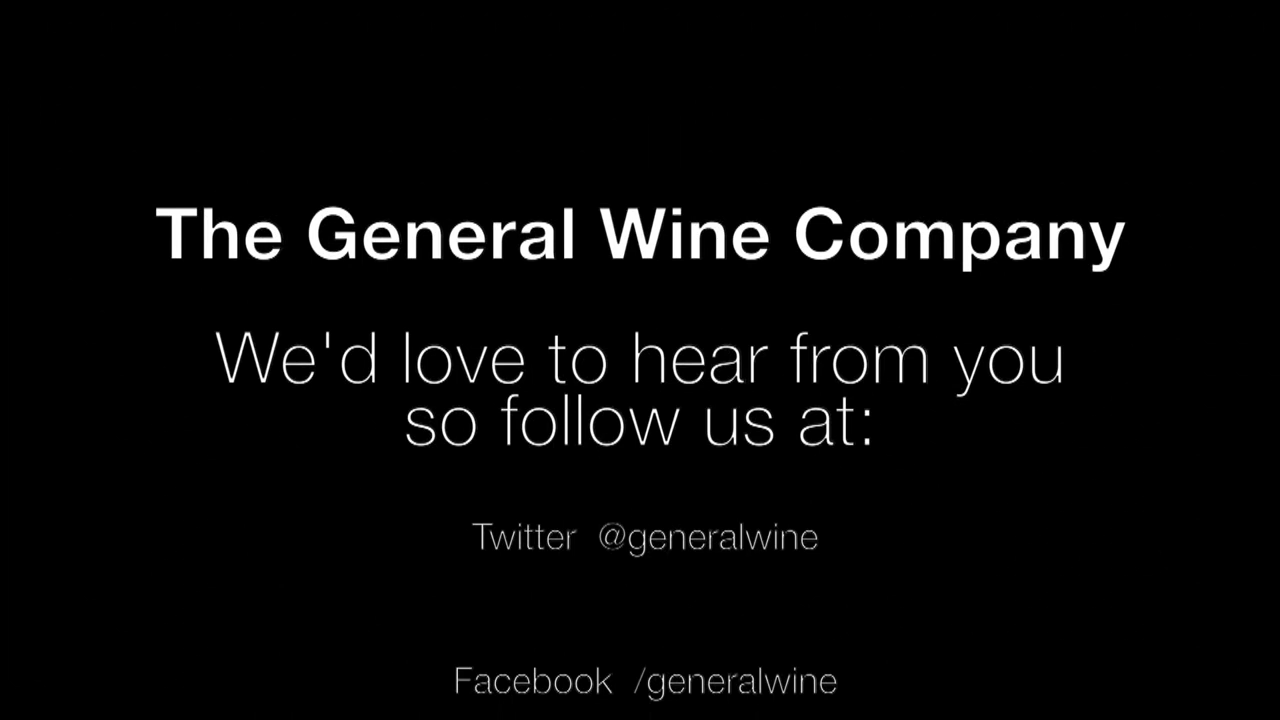 The General Wine Company
We'd love to hear from you
so follow us at:
Twitter @generalwine
Facebook /generalwine